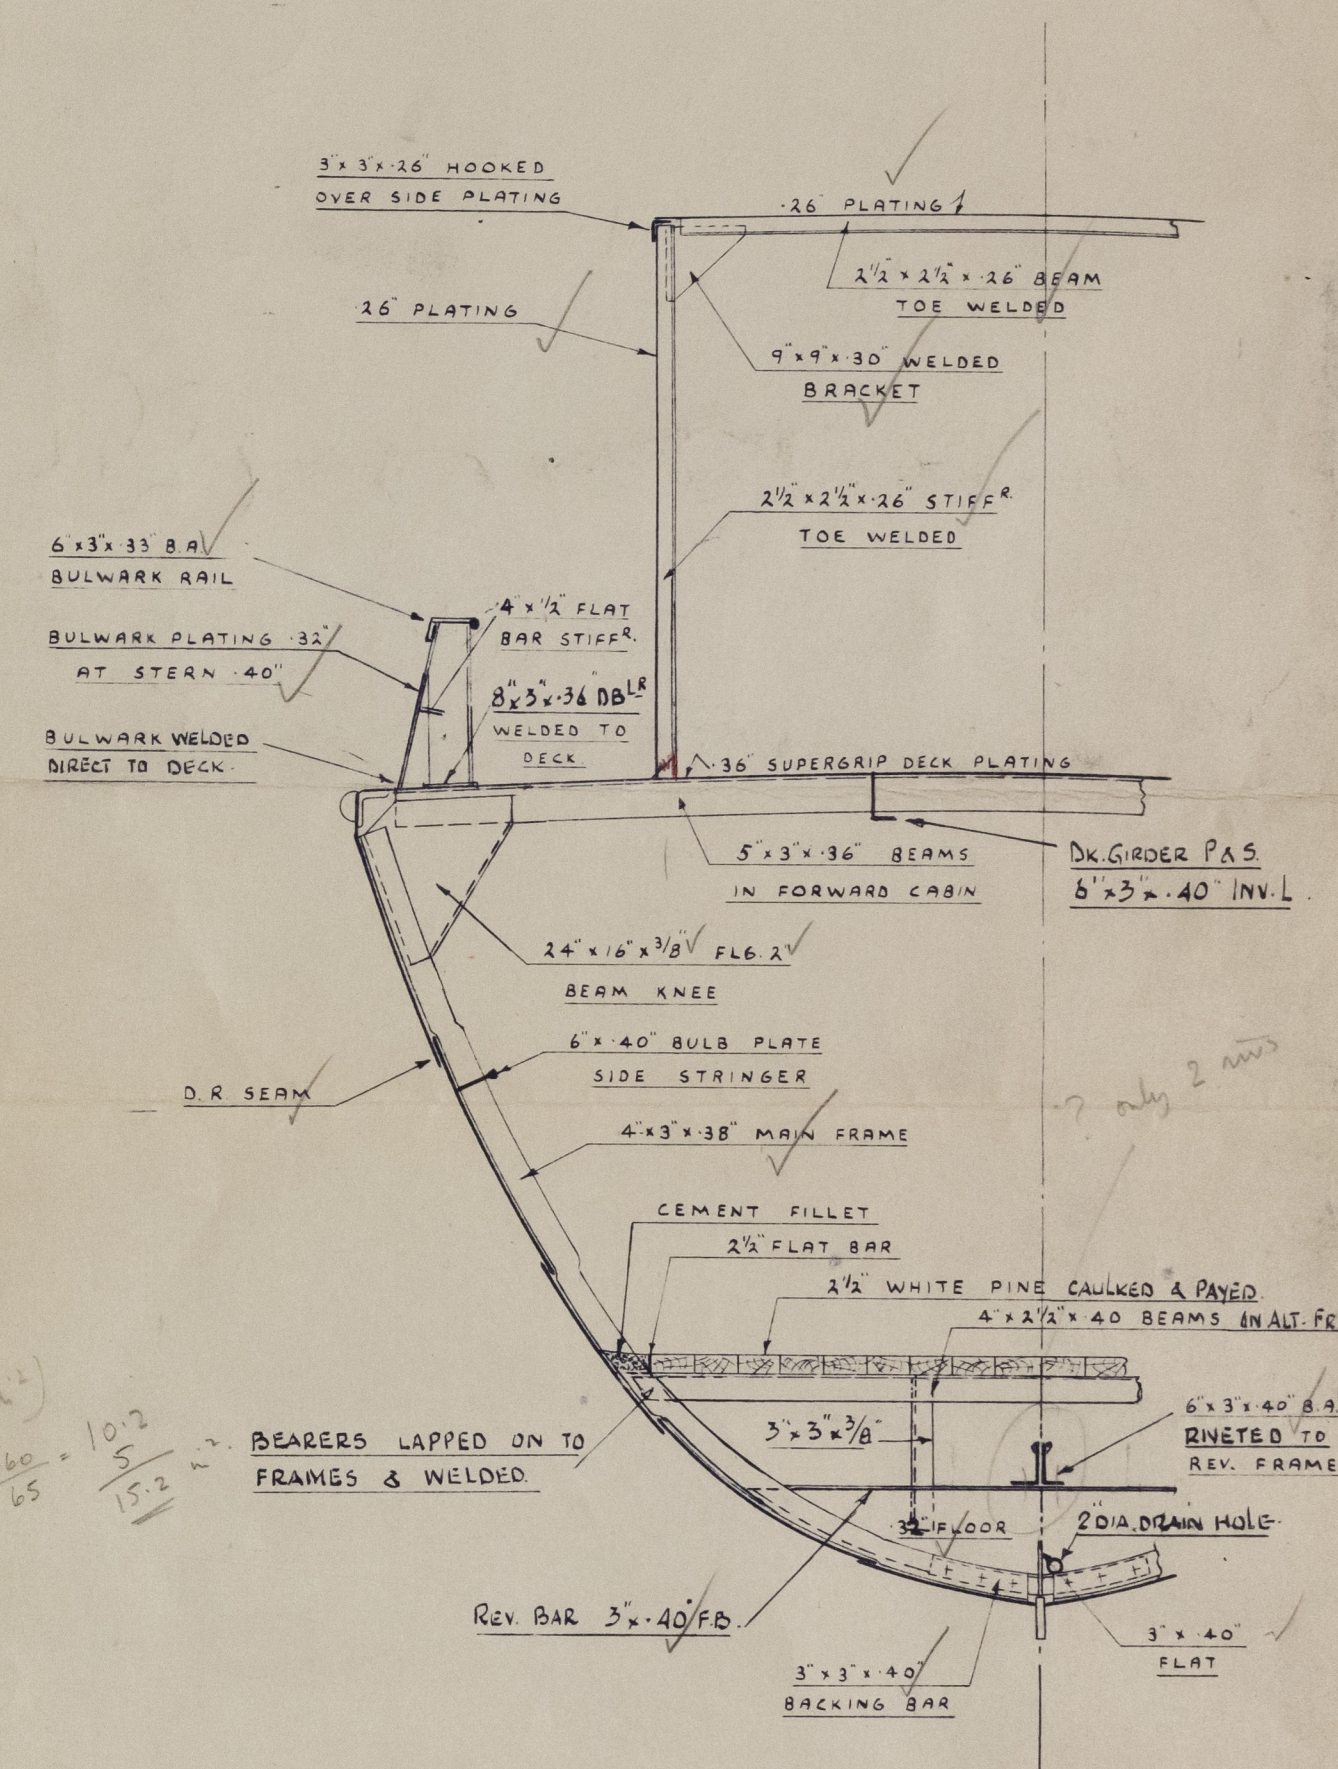 3"x 3"x ·26" HOOKED
OVER SIDE PLATING
·26" PLATING
2½" x 2½" x ·26" BEAM
TOE WELDED
·26" PLATING
9"x 9"x ·30" WELDED
BRACKET
2½"x 2½"x ·26" STIFFR.
TOE WELDED
6"x3"x ·33" B.A.
BULWARK RAIL
4"x ½" FLAT
BAR STIFFR.
BULWARK PLATING ·32"
AT STERN ·40"
8"x3"x·36" DBLR
WELDED TO
DECK
BULWARK WELDED
DIRECT TO DECK.
·36" SUPERGRIP DECK PLATING
5"x 3"x ·36" BEAMS
IN FORWARD CABIN
DK. GIRDER P & S.
6"x3"x ·40" INV. L.
24"x16"x 3/8" FLG. 2"
BEAM KNEE
6"x ·40" BULB PLATE
SIDE STRINGER
D.R SEAM
? only 2
4"x3"x ·38" MAIN FRAME
CEMENT FILLET
2½" FLAT BAR
2½" WHITE PINE CAULKED & PAYED.
4"x 2½"x ·40 BEAMS ON ALT. FR
6"x 3"x ·40" B.A.
RIVETED TO
REV. FRAME
3"x 3"x 3/8"
BEARERS LAPPED ON TO
FRAMES & WELDED.
60
65
=
10·2
5
15·2
·32" FLOOR
2" DIA. DRAIN HOLE.
REV. BAR 3"x ·40" F.B.
3" x ·40"
FLAT
3"x 3"x ·40"
BACKING BAR